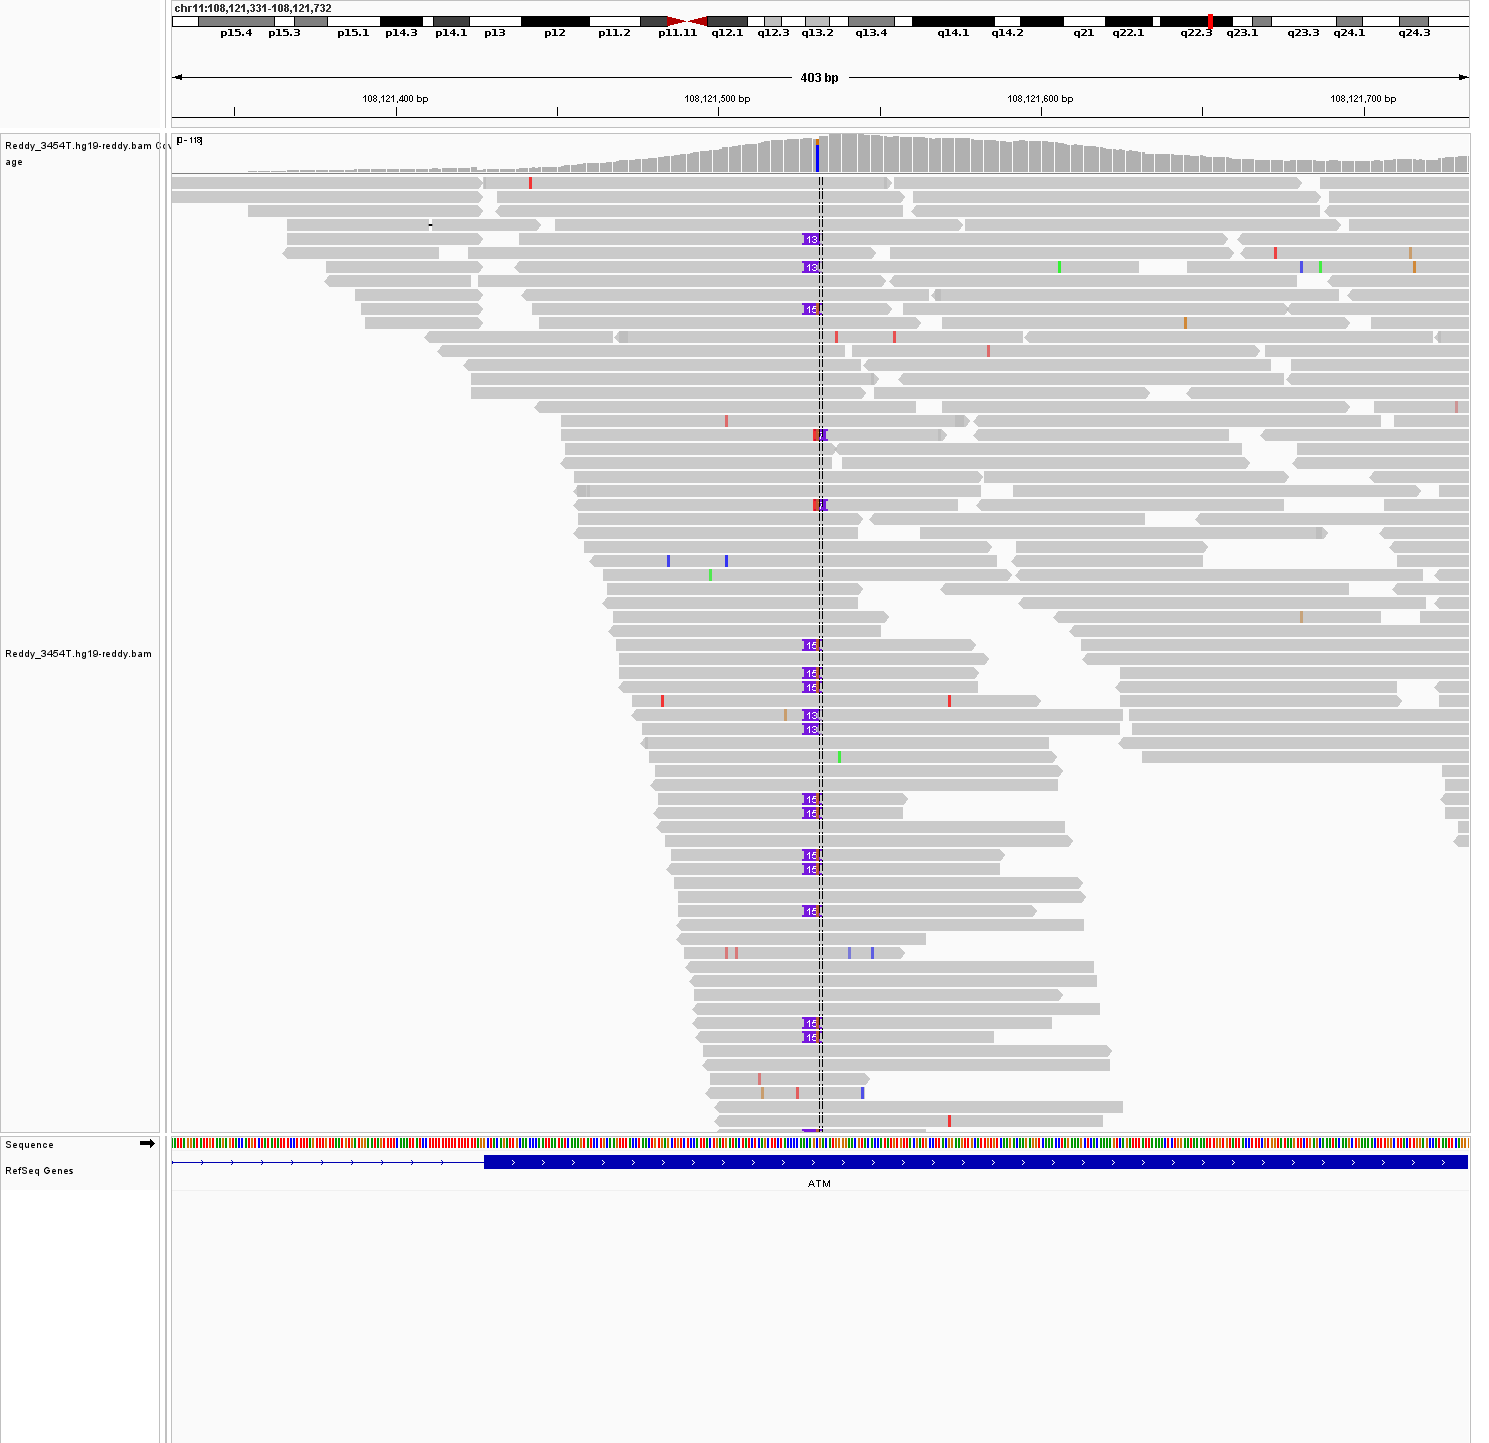 chr11:108,121,331-108,121,732
p15.4 p15.3 p15.1 p14.3 p14.1 p13 p12 p11.2 p11.11 q12.1 q12.3 q13.2 q13.4 q14.1 q14.2 q21 q22.1 q22.3 q23.1 q23.3 q24.1 q24.3
403 bp
108,121,400 bp 108,121,500 bp 108,121,600 bp 108,121,700 bp
Reddy_3454T.hg19-reddy.bam Cov
age
[0 - 118]
13
13
15
7
7
15
15
15
13
13
15
15
15
15
15
15
15
Reddy_3454T.hg19-reddy.bam
Sequence
RefSeq Genes
ATM